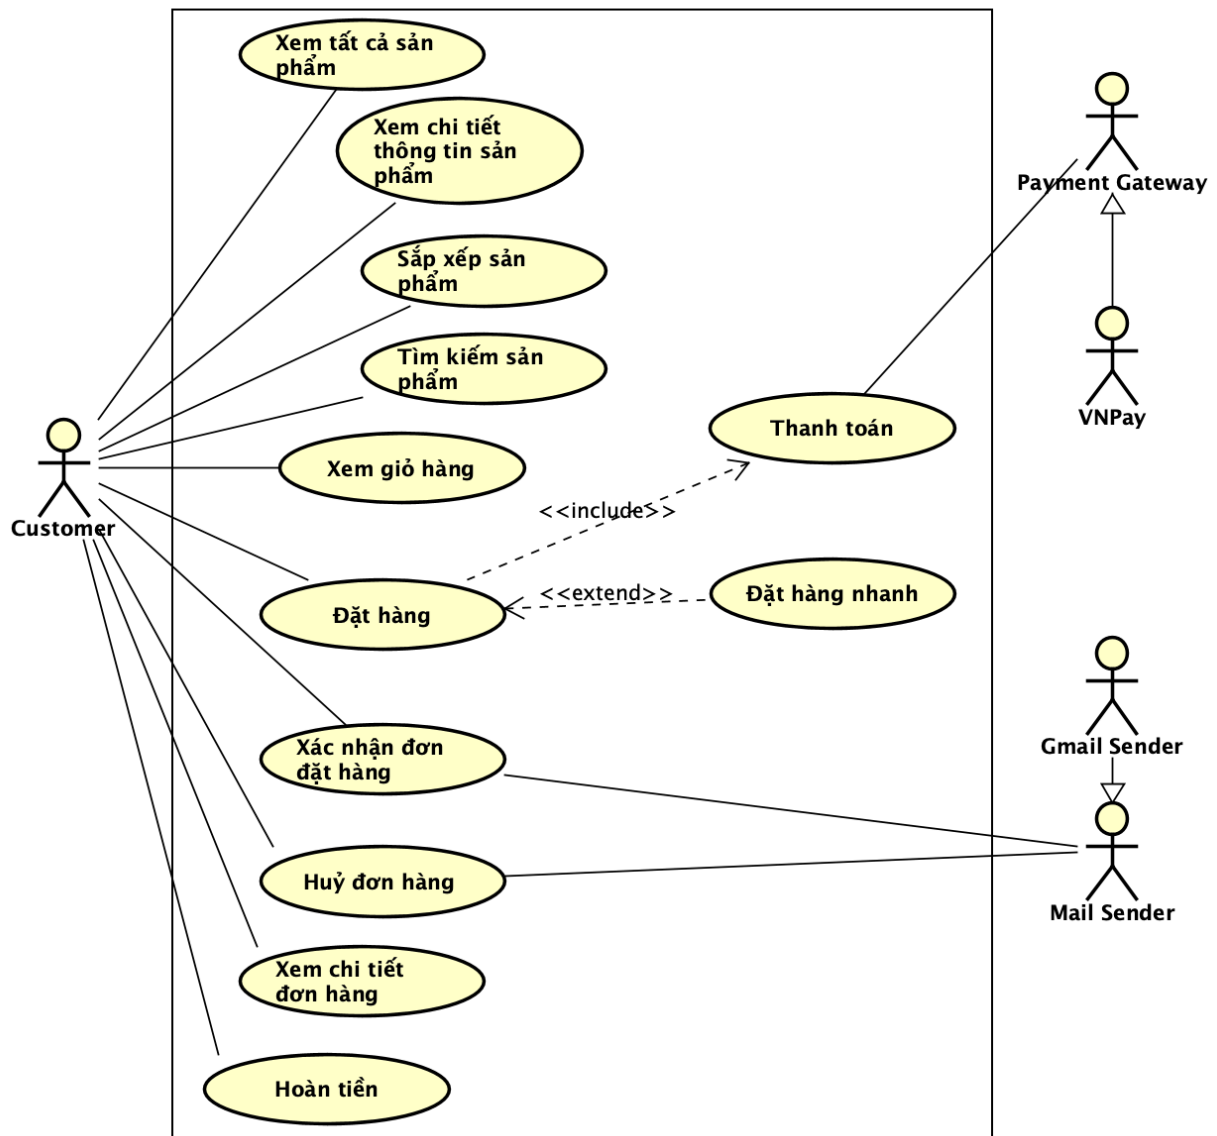 Xem tất cả sản
phẩm
Xem chi tiết
thông tin sản
phẩm
Payment Gateway
Sắp xếp sản
phẩm
Tìm kiếm sản
phẩm
VNPay
Thanh toán
Xem giỏ hàng
Customer
<<include>>
<<extend>>
Đặt hàng nhanh
Đặt hàng
Gmail Sender
Xác nhận đơn
đặt hàng
Huỷ đơn hàng
Mail Sender
Xem chi tiết
đơn hàng
Hoàn tiền